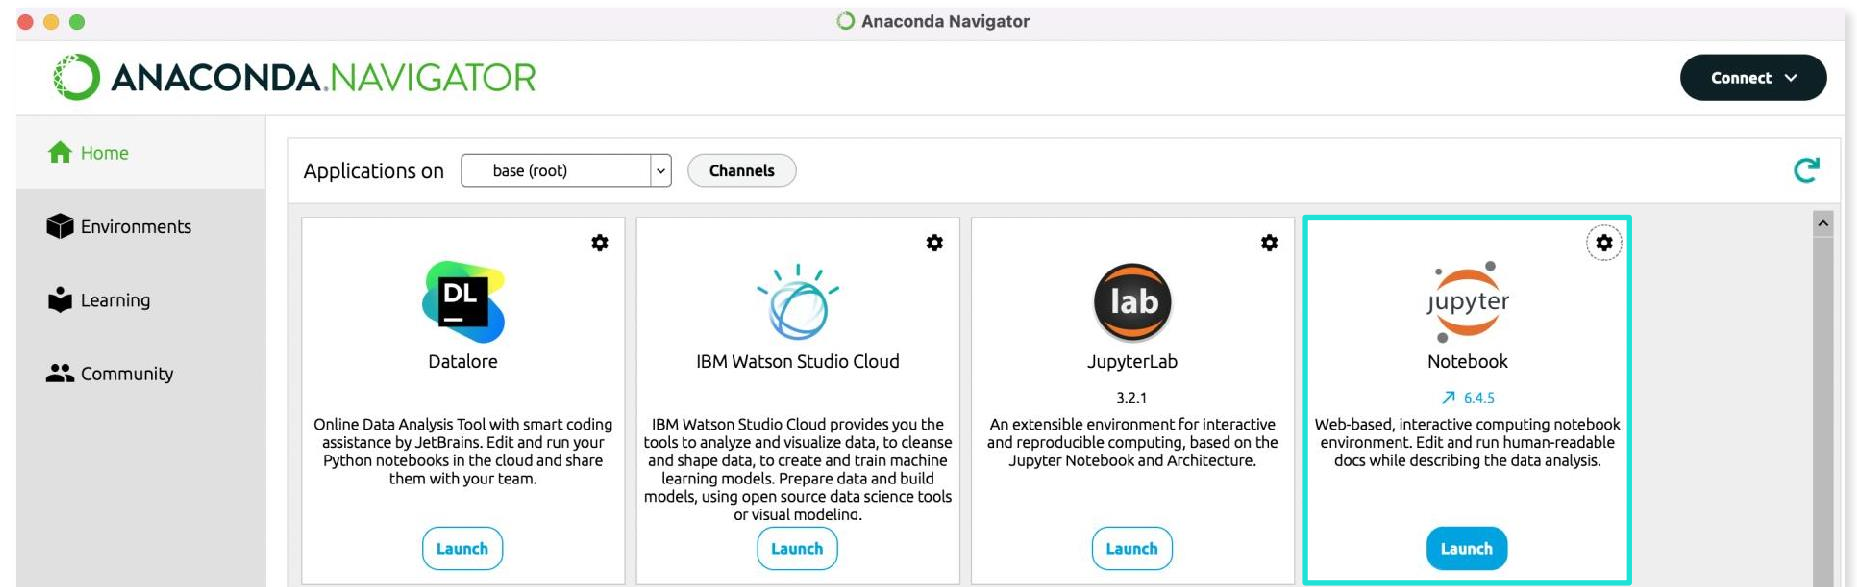 Anaconda Navigator
ANACONDA.NAVIGATOR
Connect
Home
Environments
Learning
Community
Applications on
base (root)
Channels
DL
Datalore
Online Data Analysis Tool with smart coding
assistance by JetBrains. Edit and run your
Python notebooks in the cloud and share
them with your team.
Launch
IBM Watson Studio Cloud
IBM Watson Studio Cloud provides you the
tools to analyze and visualize data, to cleanse
and shape data, to create and train machine
learning models. Prepare data and build
models, using open source data science tools
or visual modeling.
Launch
lab
JupyterLab
3.2.1
An extensible environment for interactive
and reproducible computing, based on the
Jupyter Notebook and Architecture.
Launch
jupyter
Notebook
6.4.5
Web-based, interactive computing notebook
environment. Edit and run human-readable
docs while describing the data analysis.
Launch